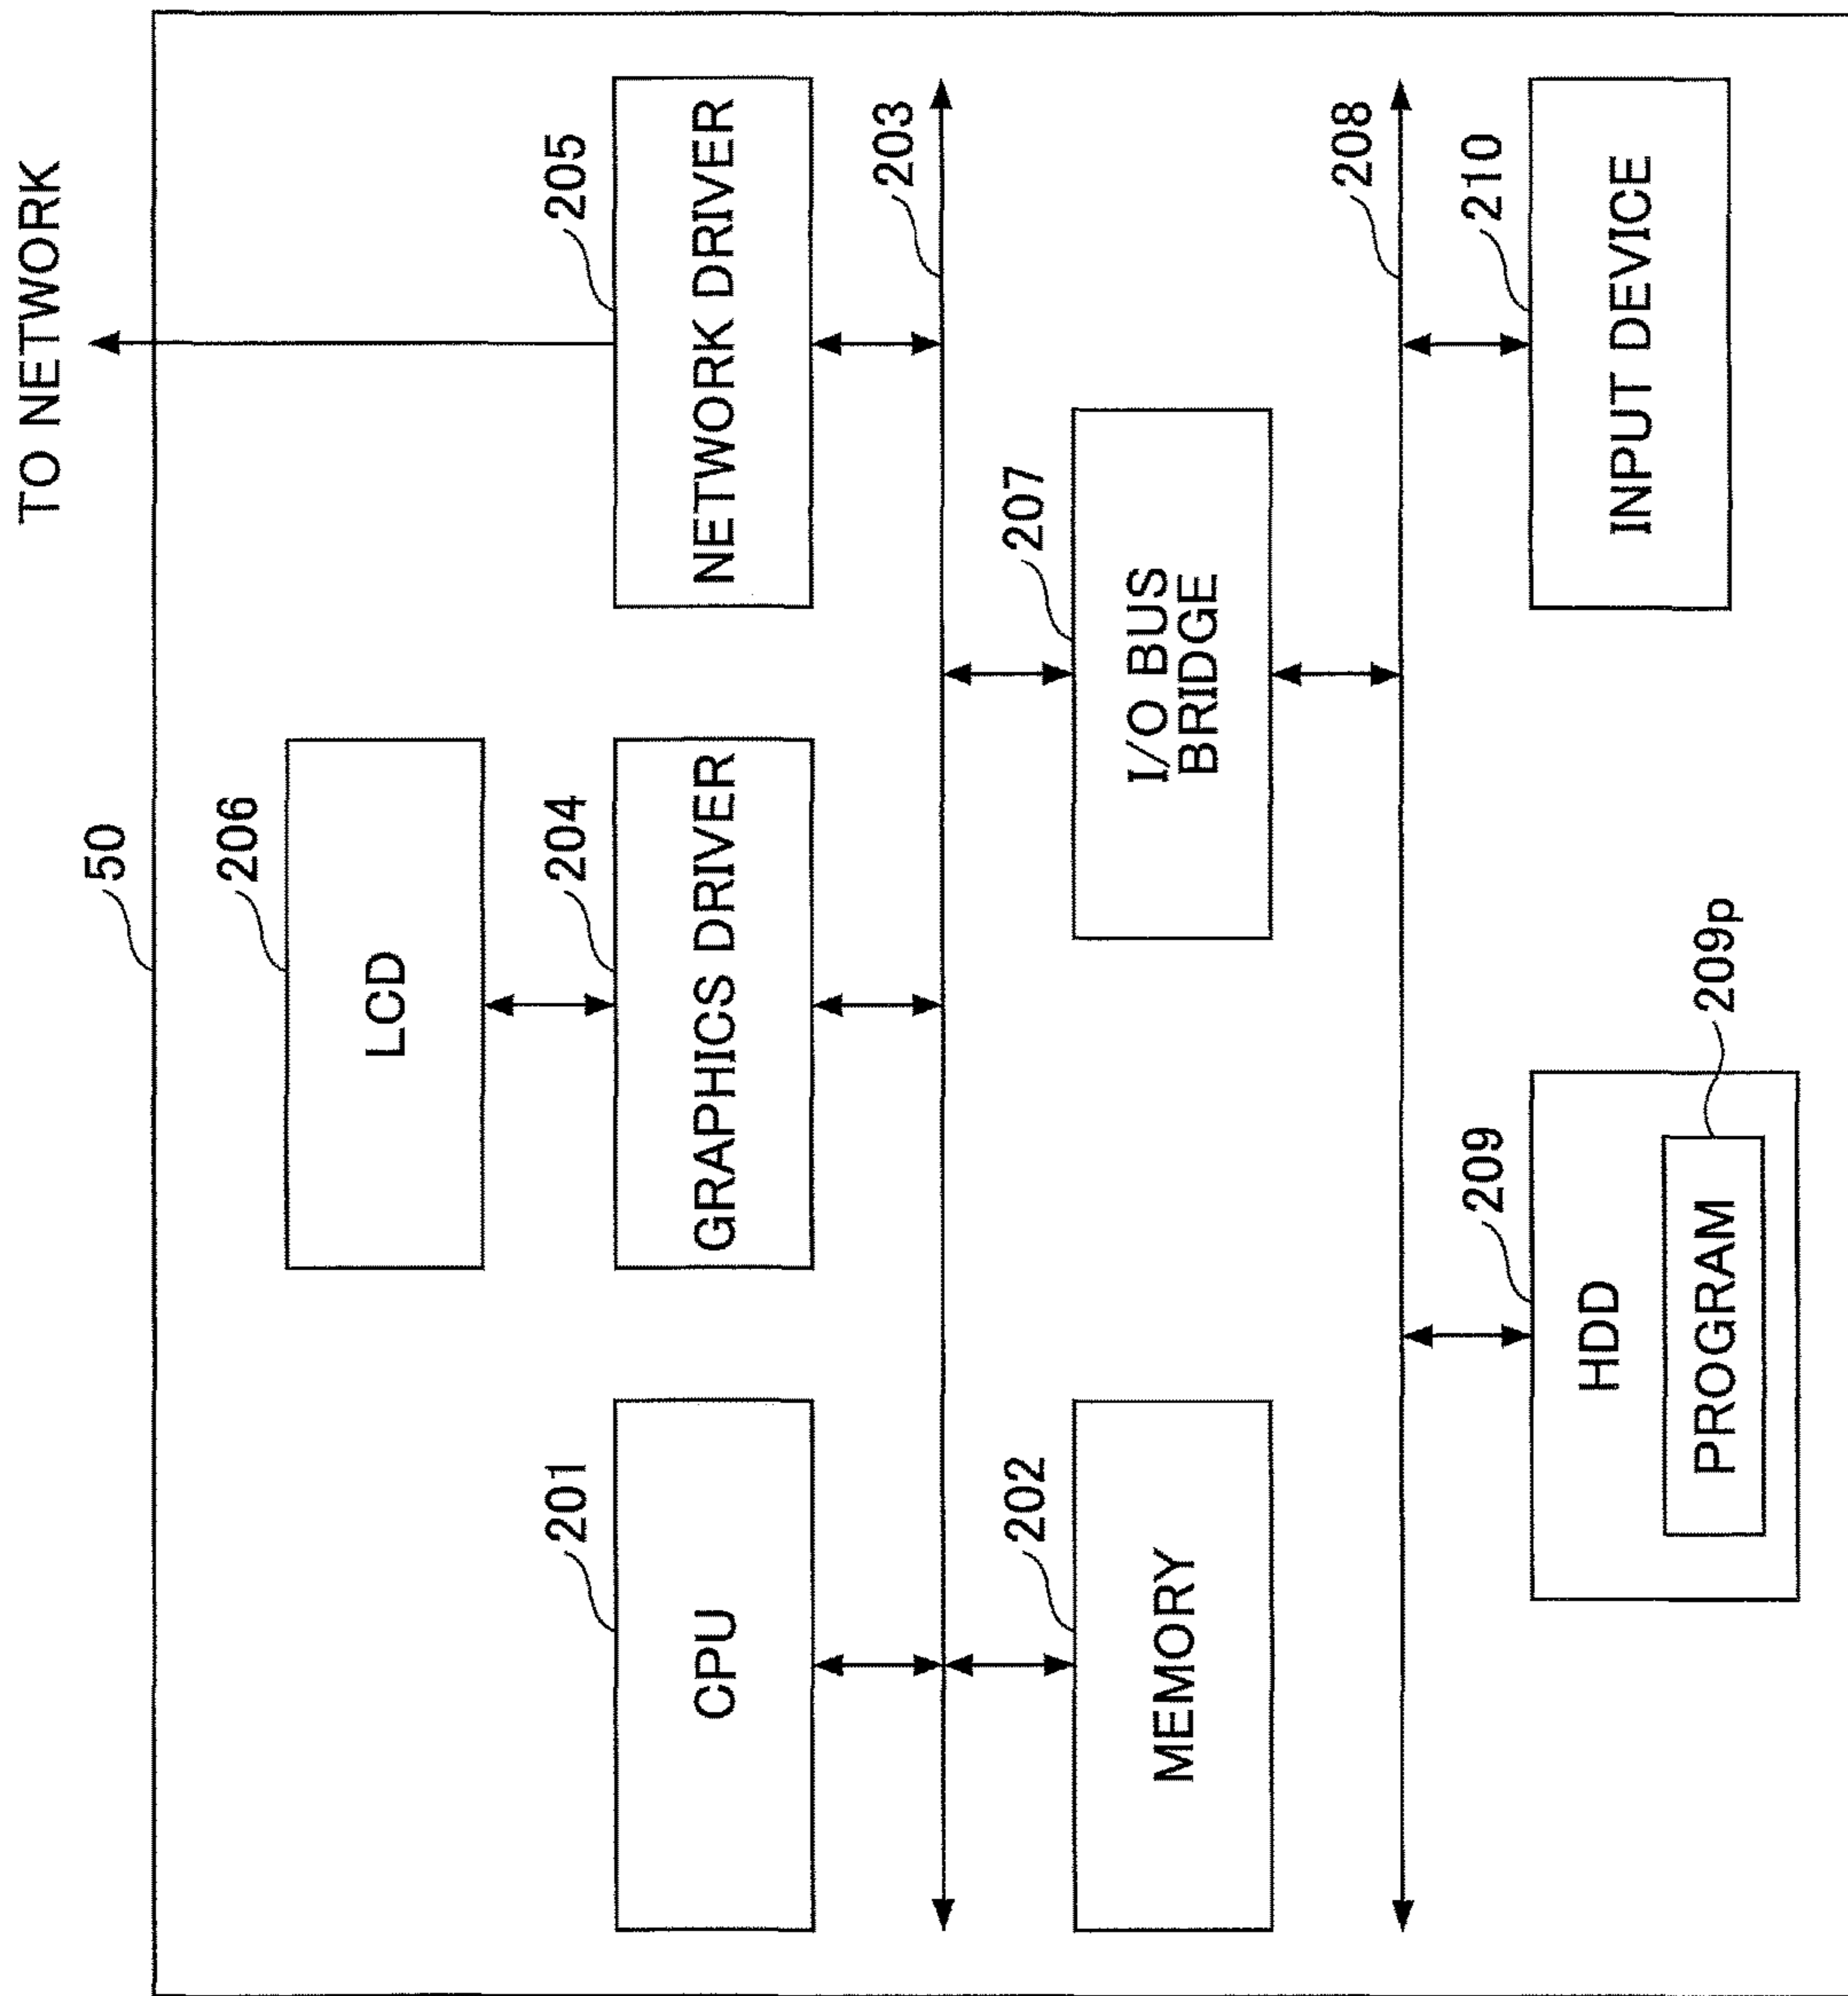 TO NETWORK
50
206
LCD
201
204
205
CPU
GRAPHICS DRIVER
NETWORK DRIVER
203
202
207
MEMORY
I/O BUS
BRIDGE
208
209
210
HDD
INPUT DEVICE
PROGRAM
209p